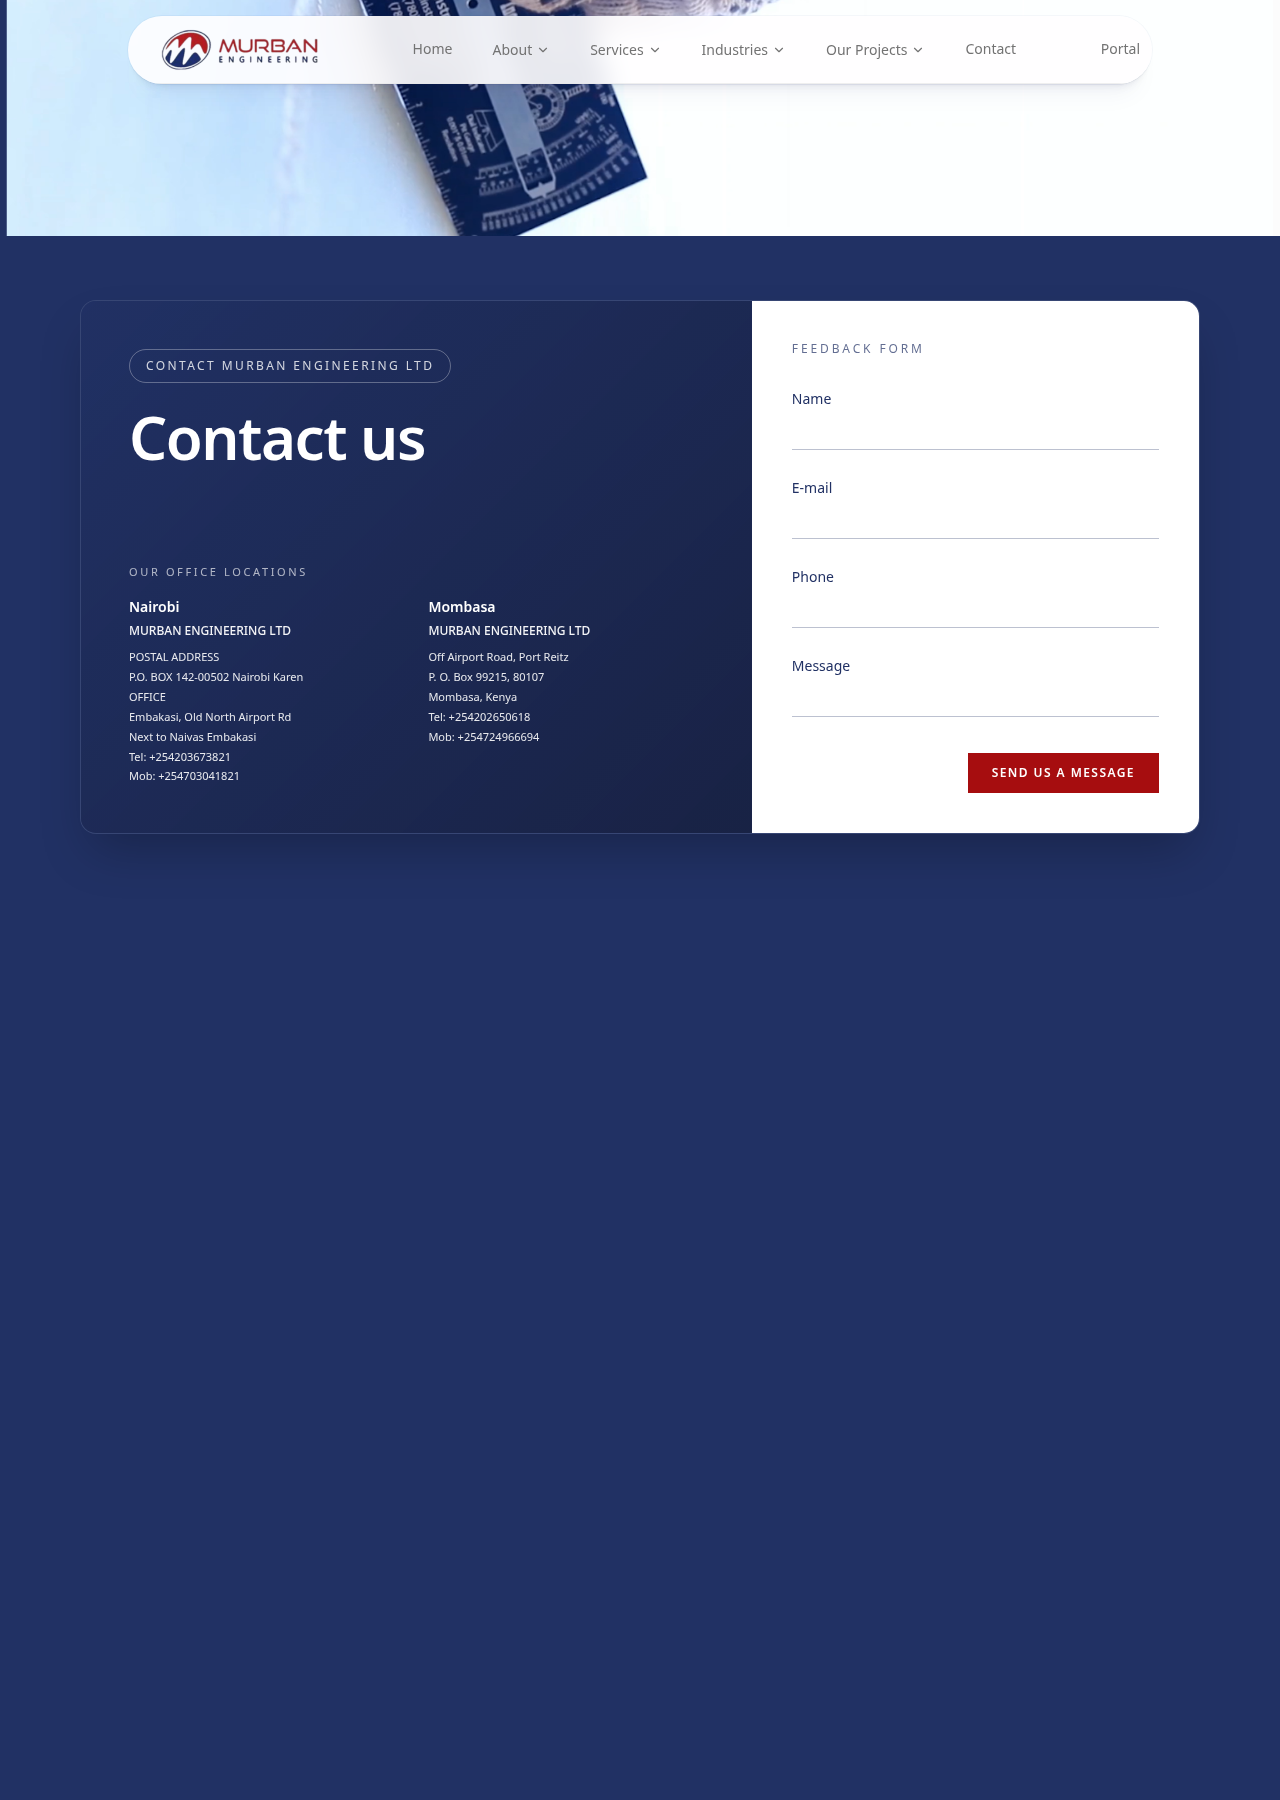 MURBAN
ENGINEERING
Home
About
Services
Industries
Our Projects
Contact
Portal
CONTACT MURBAN ENGINEERING LTD
Contact us
OUR OFFICE LOCATIONS
Nairobi
MURBAN ENGINEERING LTD
POSTAL ADDRESS
P.O. BOX 142-00502 Nairobi Karen
OFFICE
Embakasi, Old North Airport Rd
Next to Naivas Embakasi
Tel: +254203673821
Mob: +254703041821
Mombasa
MURBAN ENGINEERING LTD
Off Airport Road, Port Reitz
P. O. Box 99215, 80107
Mombasa, Kenya
Tel: +254202650618
Mob: +254724966694
FEEDBACK FORM
Name
E-mail
Phone
Message
SEND US A MESSAGE